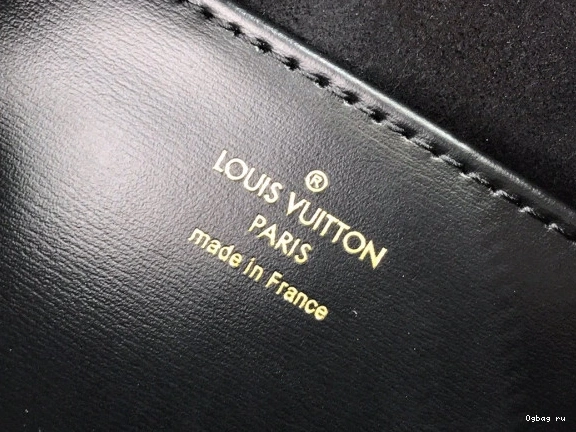 ®
LOUIS VUITTON
PARIS
made in France
Ogbag ru